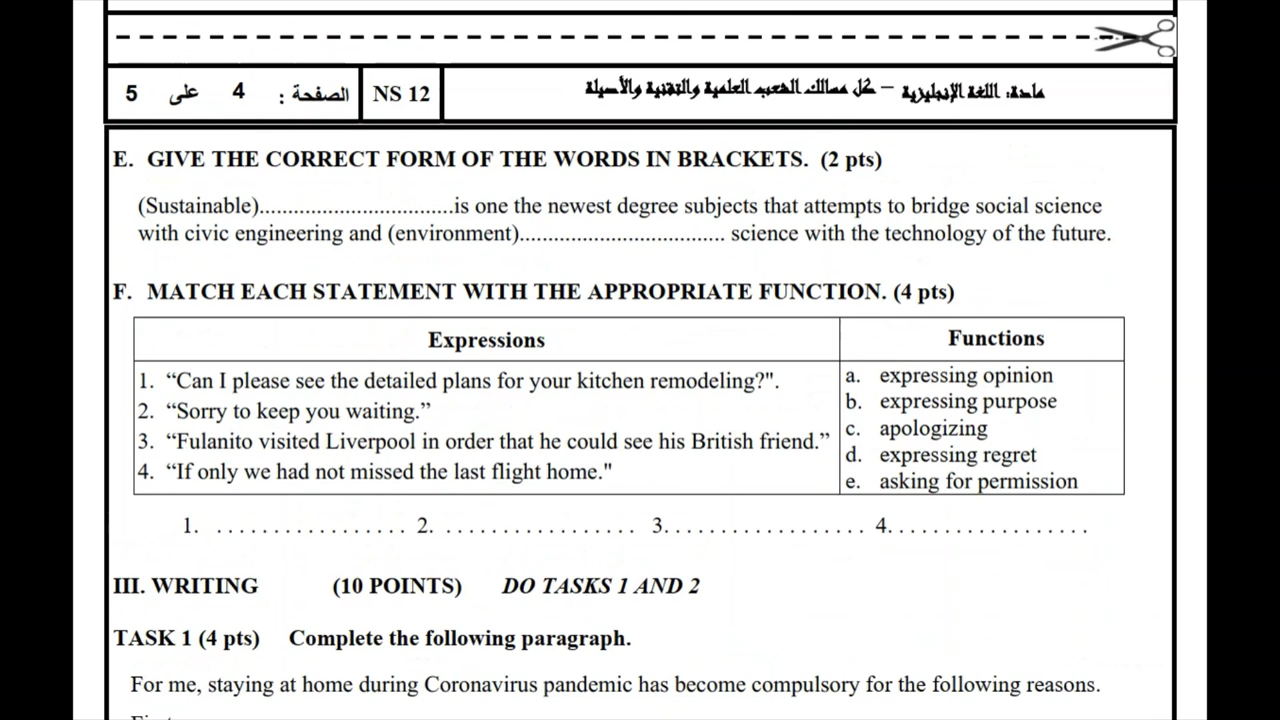 مادة: اللغة الإنجليزية – كل مسالك الشعب العلمية والتقنية والأصيلة
NS 12
الصفحة : 4 على 5
E. GIVE THE CORRECT FORM OF THE WORDS IN BRACKETS. (2 pts)
(Sustainable)..................................is one the newest degree subjects that attempts to bridge social science
with civic engineering and (environment).................................... science with the technology of the future.
F. MATCH EACH STATEMENT WITH THE APPROPRIATE FUNCTION. (4 pts)
Expressions
1. “Can I please see the detailed plans for your kitchen remodeling?".
2. “Sorry to keep you waiting.”
3. “Fulanito visited Liverpool in order that he could see his British friend.”
4. “If only we had not missed the last flight home."
Functions
a. expressing opinion
b. expressing purpose
c. apologizing
d. expressing regret
e. asking for permission
1. . . . . . . . . . . . . . . . . . 2. . . . . . . . . . . . . . . . . . 3. . . . . . . . . . . . . . . . . . 4. . . . . . . . . . . . . . . . . .
III. WRITING (10 POINTS) DO TASKS 1 AND 2
TASK 1 (4 pts) Complete the following paragraph.
For me, staying at home during Coronavirus pandemic has become compulsory for the following reasons.